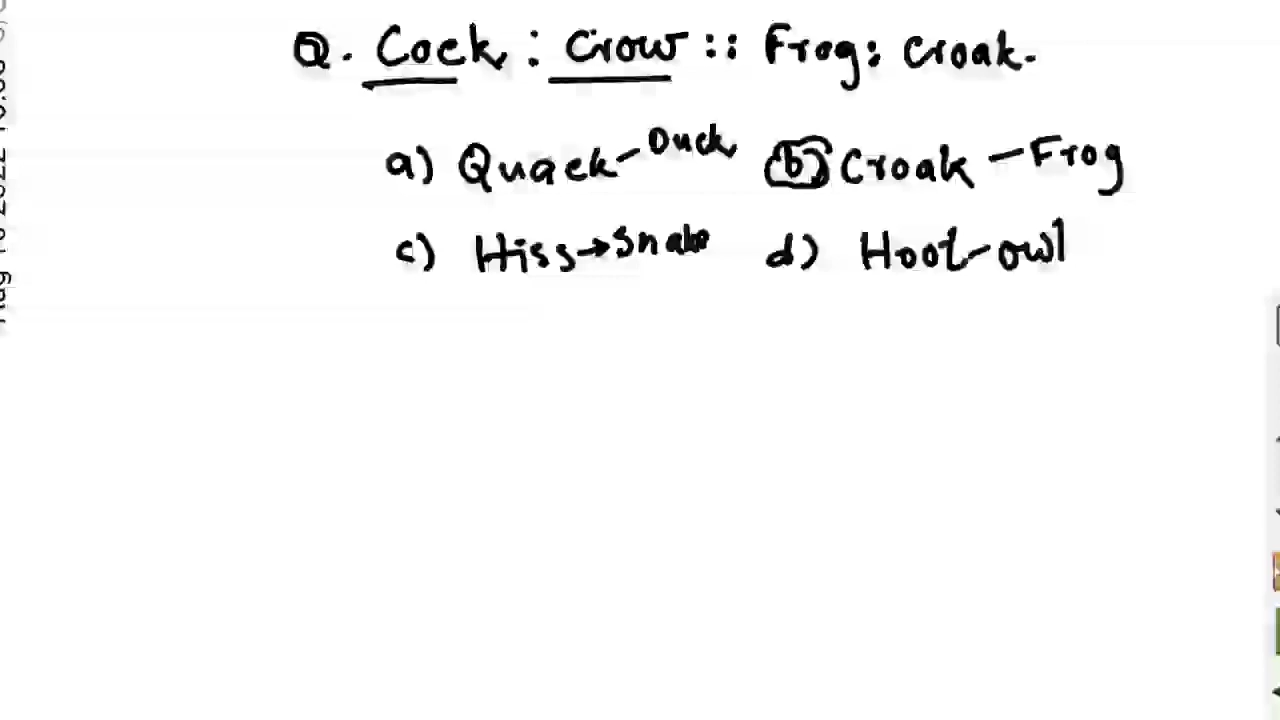 Q. Cock : Crow :: Frog : Croak.
a) Quack - Duck b) Croak - Frog
c) Hiss → Snake d) Hoot - owl